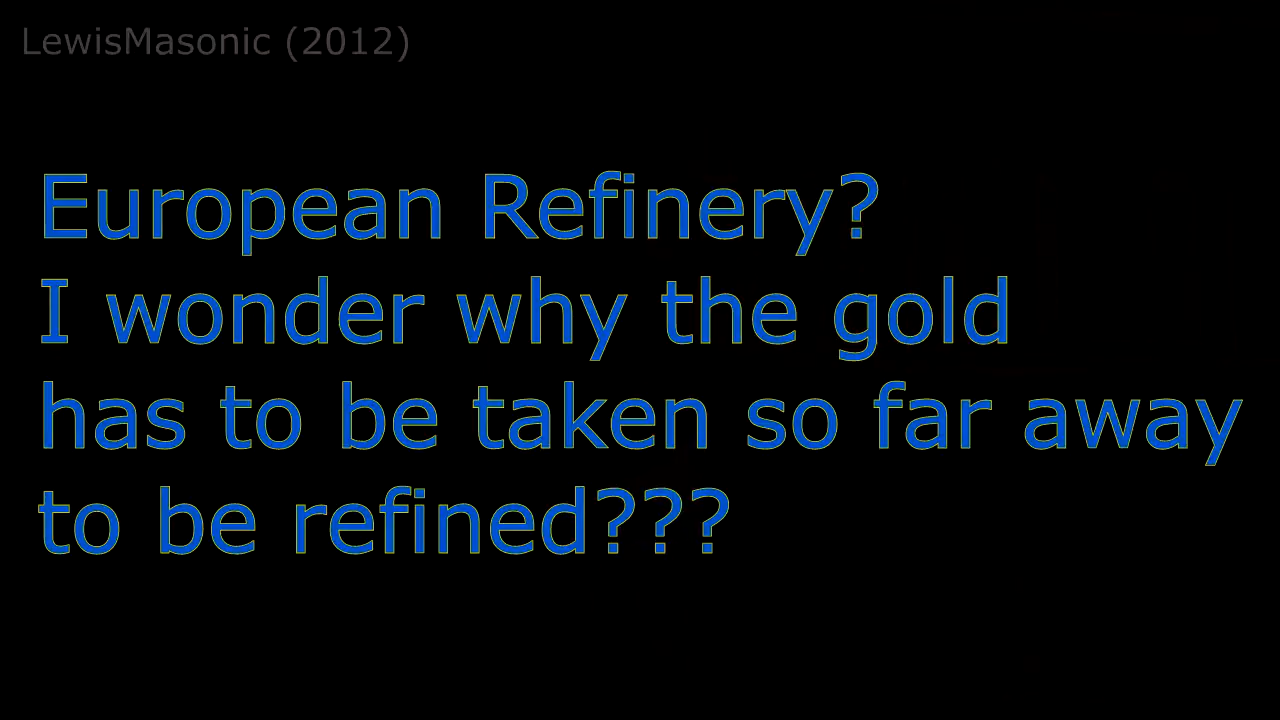 LewisMasonic (2012)
European Refinery?
I wonder why the gold
has to be taken so far away
to be refined???